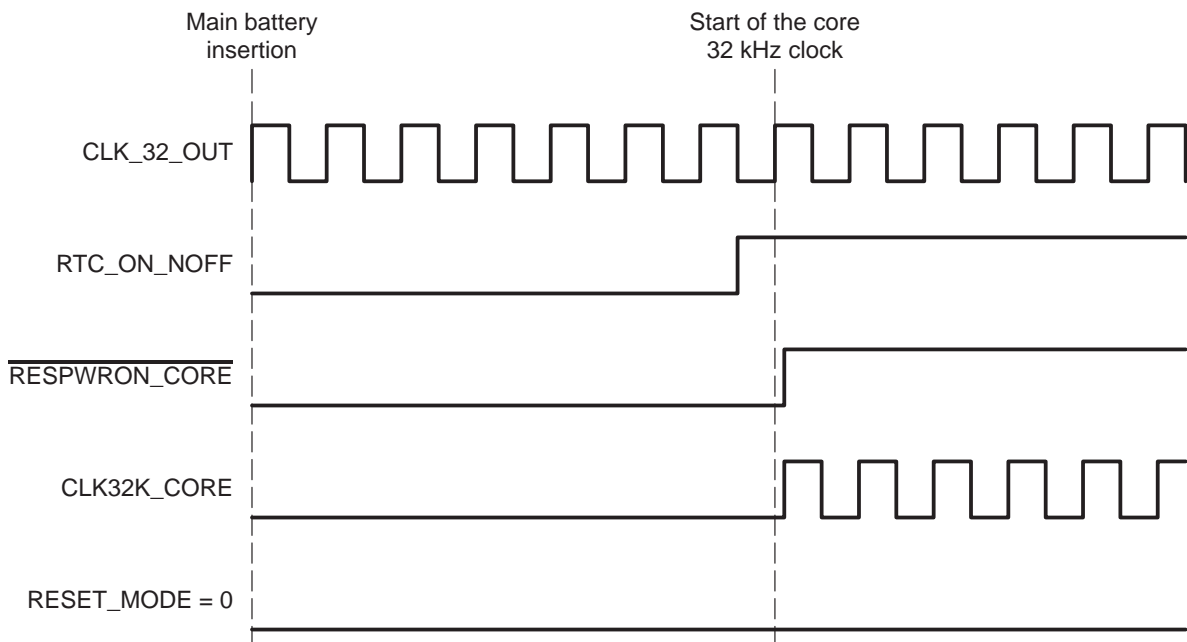 Main battery
insertion
Start of the core
32 kHz clock
CLK_32_OUT
RTC_ON_NOFF
RESPWRON_CORE
CLK32K_CORE
RESET_MODE = 0